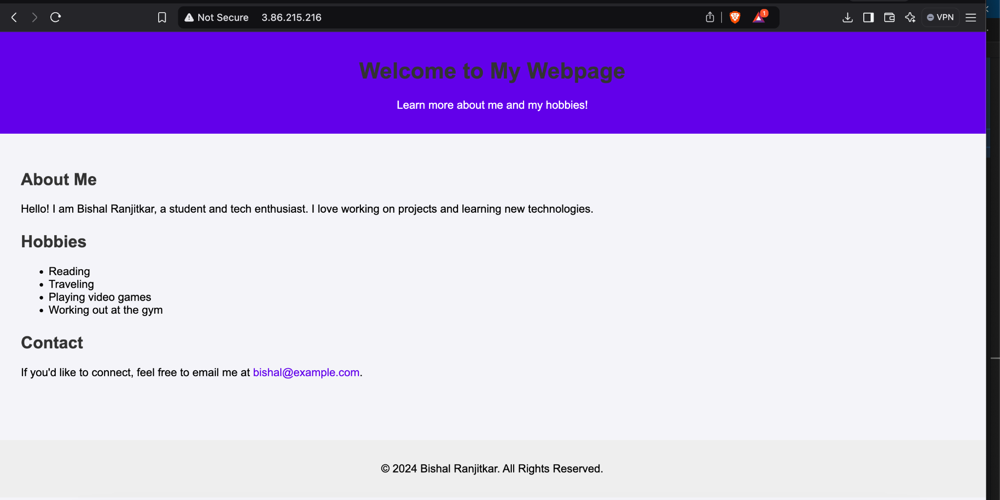 Not Secure 3.86.215.216
1
VPN
Welcome to My Webpage
Learn more about me and my hobbies!
About Me
Hello! I am Bishal Ranjitkar, a student and tech enthusiast. I love working on projects and learning new technologies.
Hobbies
• Reading
• Traveling
• Playing video games
• Working out at the gym
Contact
If you'd like to connect, feel free to email me at bishal@example.com.
© 2024 Bishal Ranjitkar. All Rights Reserved.